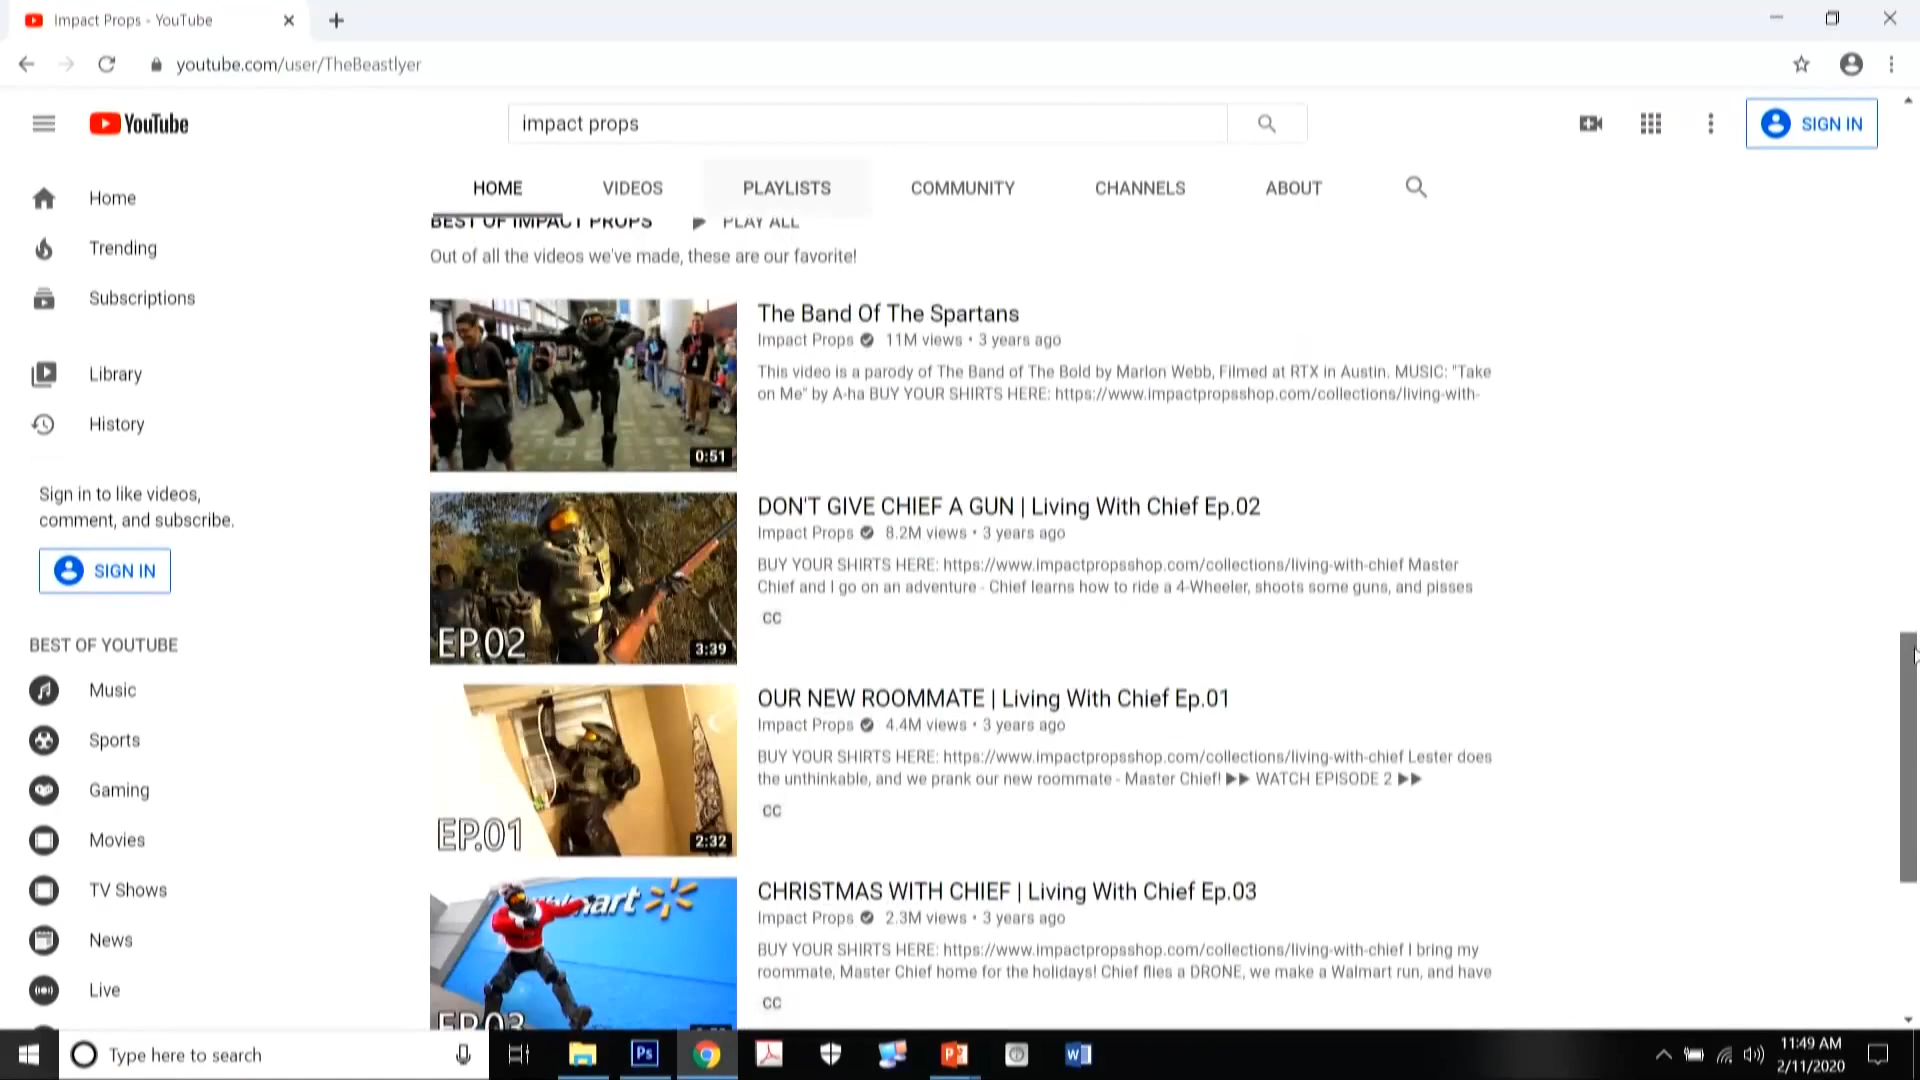 Impact Props - YouTube
youtube.com/user/TheBeastlyer
YouTube
impact props
SIGN IN
HOME VIDEOS PLAYLISTS COMMUNITY CHANNELS ABOUT
Home
Trending
Subscriptions
Library
History
Sign in to like videos,
comment, and subscribe.
SIGN IN
BEST OF YOUTUBE
Music
Sports
Gaming
Movies
TV Shows
News
Live
BEST OF IMPACT PROPS PLAY ALL
Out of all the videos we've made, these are our favorite!
0:51
The Band Of The Spartans
Impact Props 11M views • 3 years ago
This video is a parody of The Band of The Bold by Marlon Webb, Filmed at RTX in Austin. MUSIC: "Take
on Me" by A-ha BUY YOUR SHIRTS HERE: https://www.impactpropsshop.com/collections/living-with-
EP.02
3:39
DON'T GIVE CHIEF A GUN | Living With Chief Ep.02
Impact Props 8.2M views • 3 years ago
BUY YOUR SHIRTS HERE: https://www.impactpropsshop.com/collections/living-with-chief Master
Chief and I go on an adventure - Chief learns how to ride a 4-Wheeler, shoots some guns, and pisses
CC
EP.01
2:32
OUR NEW ROOMMATE | Living With Chief Ep.01
Impact Props 4.4M views • 3 years ago
BUY YOUR SHIRTS HERE: https://www.impactpropsshop.com/collections/living-with-chief Lester does
the unthinkable, and we prank our new roommate - Master Chief! ▶▶ WATCH EPISODE 2 ▶▶
CC
EP.03
CHRISTMAS WITH CHIEF | Living With Chief Ep.03
Impact Props 2.3M views • 3 years ago
BUY YOUR SHIRTS HERE: https://www.impactpropsshop.com/collections/living-with-chief I bring my
roommate, Master Chief home for the holidays! Chief flies a DRONE, we make a Walmart run, and have
CC
Type here to search
Ps
11:49 AM
2/11/2020